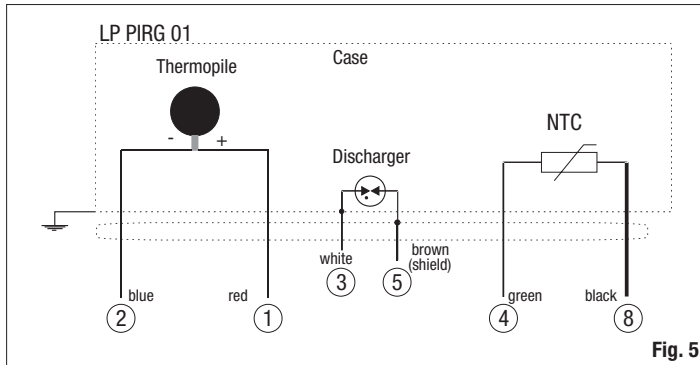 LP PIRG 01
Case
Thermopile
- +
NTC
Discharger
white
brown
(shield)
blue
red
green
black
2
1
3
5
4
8
Fig. 5